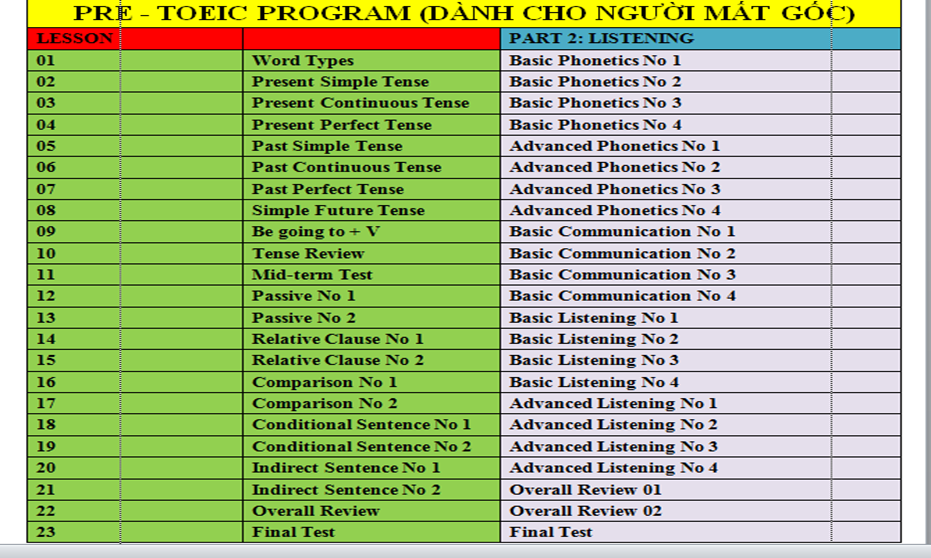 PRE - TOEIC PROGRAM (DÀNH CHO NGƯỜI MẤT GỐC)
LESSON PART 2: LISTENING
01 Word Types Basic Phonetics No 1
02 Present Simple Tense Basic Phonetics No 2
03 Present Continuous Tense Basic Phonetics No 3
04 Present Perfect Tense Basic Phonetics No 4
05 Past Simple Tense Advanced Phonetics No 1
06 Past Continuous Tense Advanced Phonetics No 2
07 Past Perfect Tense Advanced Phonetics No 3
08 Simple Future Tense Advanced Phonetics No 4
09 Be going to + V Basic Communication No 1
10 Tense Review Basic Communication No 2
11 Mid-term Test Basic Communication No 3
12 Passive No 1 Basic Communication No 4
13 Passive No 2 Basic Listening No 1
14 Relative Clause No 1 Basic Listening No 2
15 Relative Clause No 2 Basic Listening No 3
16 Comparison No 1 Basic Listening No 4
17 Comparison No 2 Advanced Listening No 1
18 Conditional Sentence No 1 Advanced Listening No 2
19 Conditional Sentence No 2 Advanced Listening No 3
20 Indirect Sentence No 1 Advanced Listening No 4
21 Indirect Sentence No 2 Overall Review 01
22 Overall Review Overall Review 02
23 Final Test Final Test